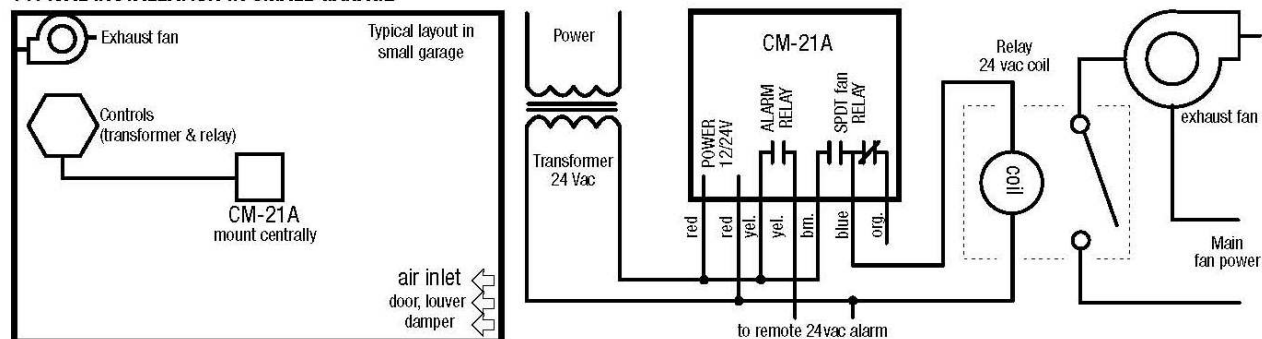 Exhaust fan
Typical layout in
small garage
Controls
(transformer & relay)
CM-21A
mount centrally
air inlet
door, louver
damper
Power
Transformer
24 Vac
CM-21A
POWER
12/24V
ALARM
RELAY
SPDT fan
RELAY
red
red
yel.
yel.
brn.
blue
org.
to remote 24vac alarm
Relay
24 vac coil
coil
exhaust fan
Main
fan power